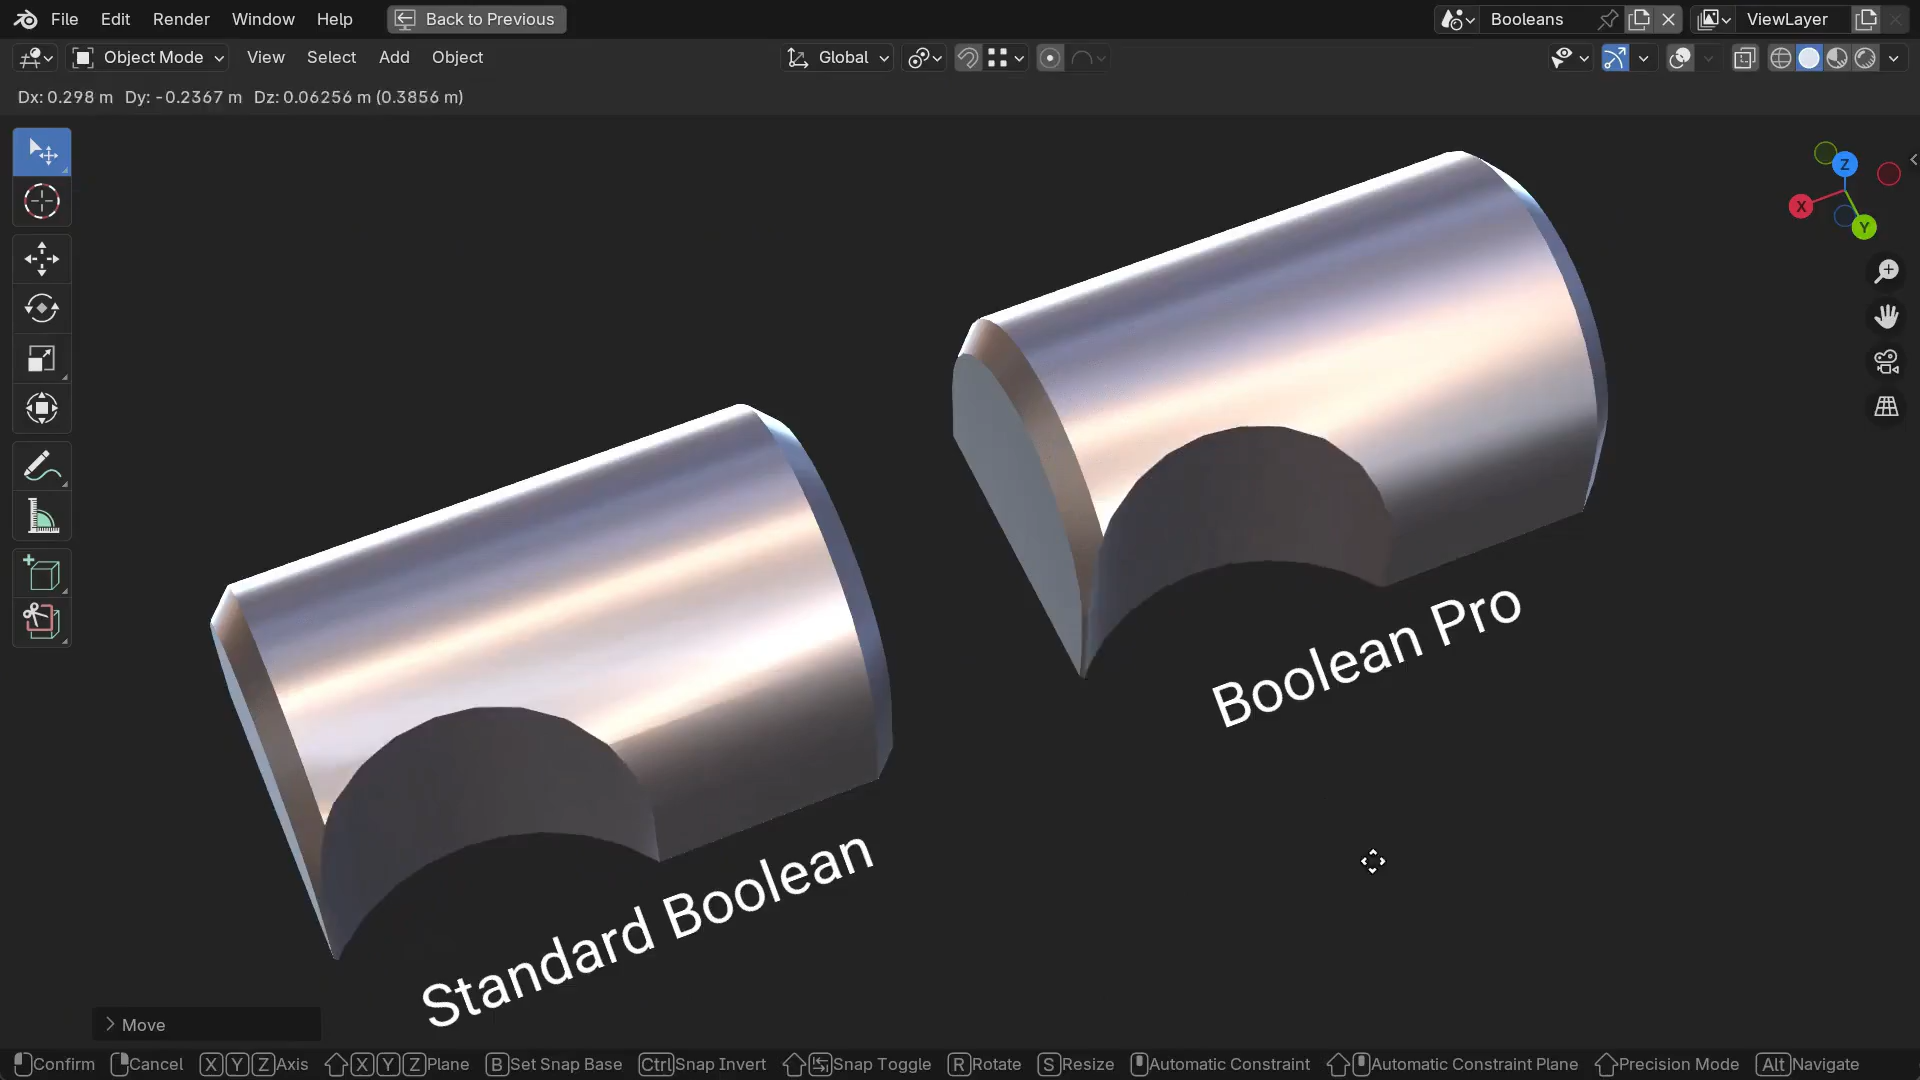 File Edit Render Window Help Back to Previous Booleans ViewLayer
Object Mode View Select Add Object Global
Dx: 0.298 m Dy: -0.2367 m Dz: 0.06256 m (0.3856 m)
Z
X
Y
Boolean Pro
Standard Boolean
Move
Confirm Cancel X Y Z Axis X Y Z Plane B Set Snap Base Ctrl Snap Invert Snap Toggle R Rotate S Resize Automatic Constraint Automatic Constraint Plane Precision Mode Alt Navigate